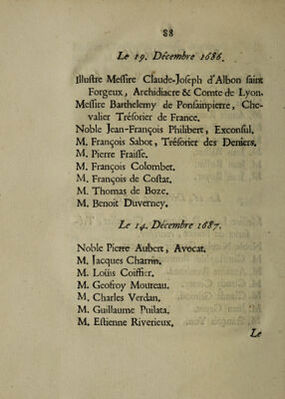 88
Le 19. Décembre 1686.
Illuſtre Meſſire Claude-Joſeph d'Albon ſaint
Forgeux, Archidiacre & Comte de Lyon.
Meſſire Barthelemy de Ponſainpierre, Che-
valier Tréſorier de France.
Noble Jean-François Philibert, Exconſul.
M. François Sabot, Tréſorier des Deniers.
M. Pierre Fraiſſe.
M. François Colombet.
M. François de Coſtat.
M. Thomas de Boze.
M. Benoit Duverney.
Le 14. Décembre 1687.
Noble Pierre Aubert, Avocat.
M. Jacques Charrin.
M. Loüis Coiffier.
M. Geofroy Moureau.
M. Charles Verdan.
M. Guillaume Puilata.
M. Eſtienne Riverieux.
Le